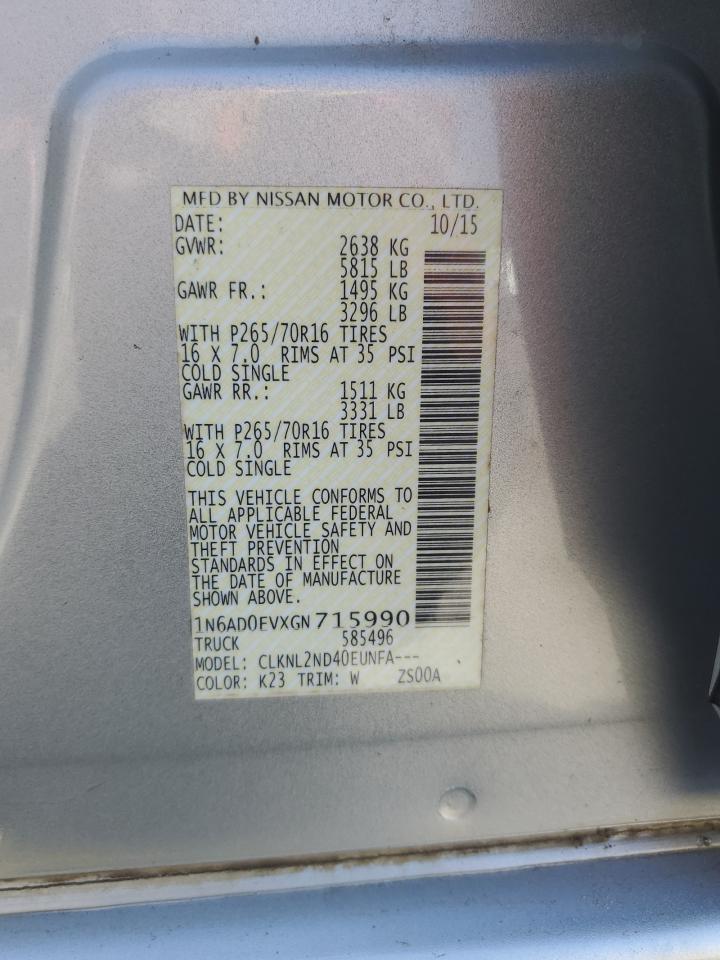 MFD BY NISSAN MOTOR CO., LTD.
DATE: 10/15
GVWR: 2638 KG
5815 LB
GAWR FR.: 1495 KG
3296 LB
WITH P265/70R16 TIRES
16 X 7.0 RIMS AT 35 PSI
COLD SINGLE
GAWR RR.: 1511 KG
3331 LB
WITH P265/70R16 TIRES
16 X 7.0 RIMS AT 35 PSI
COLD SINGLE
THIS VEHICLE CONFORMS TO
ALL APPLICABLE FEDERAL
MOTOR VEHICLE SAFETY AND
THEFT PREVENTION
STANDARDS IN EFFECT ON
THE DATE OF MANUFACTURE
SHOWN ABOVE.
1N6AD0EVXGN715990
TRUCK 585496
MODEL: CLKNL2ND40EUNFA---
COLOR: K23 TRIM: W ZS00A